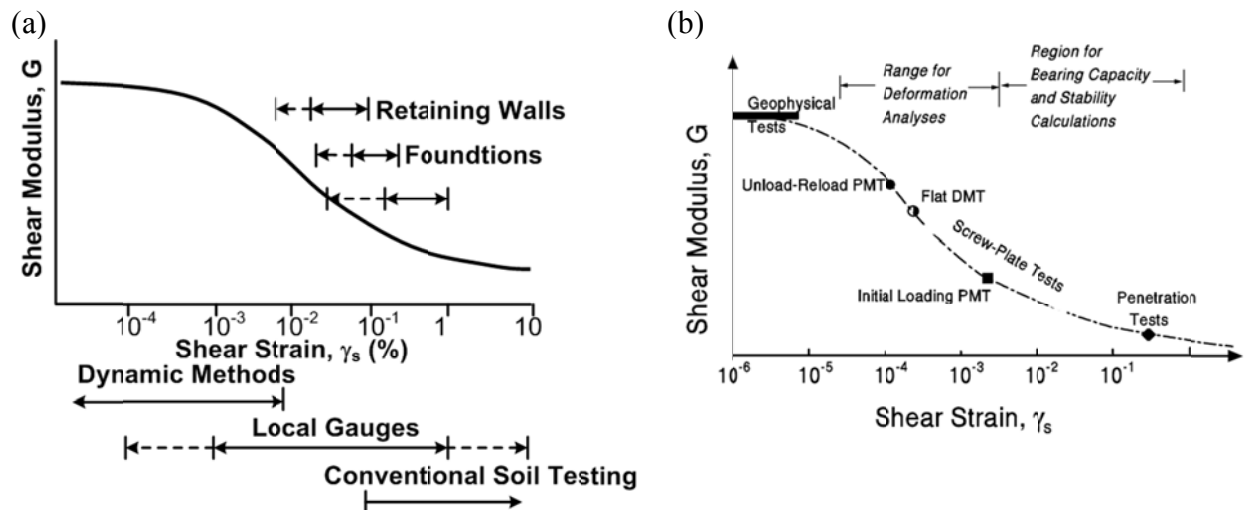 (a)
Shear Modulus, G
Retaining Walls
Foundtions
10-4
10-3
10-2
10-1
1
10
Shear Strain, γs (%)
Dynamic Methods
Local Gauges
Conventional Soil Testing
(b)
Shear Modulus, G
Range for
Deformation
Analyses
Region for
Bearing Capacity
and Stability
Calculations
Geophysical
Tests
Unload-Reload PMT
Flat DMT
Screw-Plate Tests
Initial Loading PMT
Penetration
Tests
10-6
10-5
10-4
10-3
10-2
10-1
Shear Strain, γs